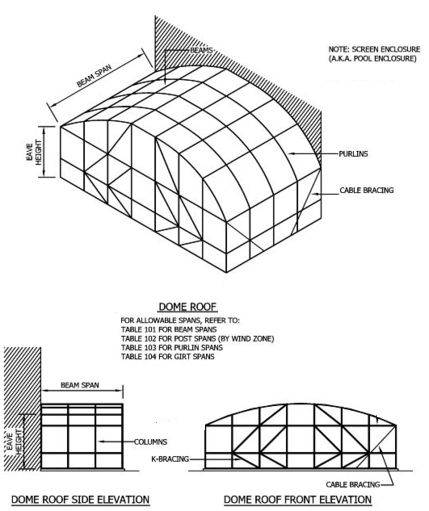 BEAMS
NOTE: SCREEN ENCLOSURE
(A.K.A. POOL ENCLOSURE)
BEAM SPAN
EAVE
HEIGHT
PURLINS
CABLE BRACING
DOME ROOF
FOR ALLOWABLE SPANS, REFER TO:
TABLE 101 FOR BEAM SPANS
TABLE 102 FOR POST SPANS (BY WIND ZONE)
TABLE 103 FOR PURLIN SPANS
TABLE 104 FOR GIRT SPANS
BEAM SPAN
EAVE
HEIGHT
COLUMNS
K-BRACING
CABLE BRACING
DOME ROOF SIDE ELEVATION
DOME ROOF FRONT ELEVATION